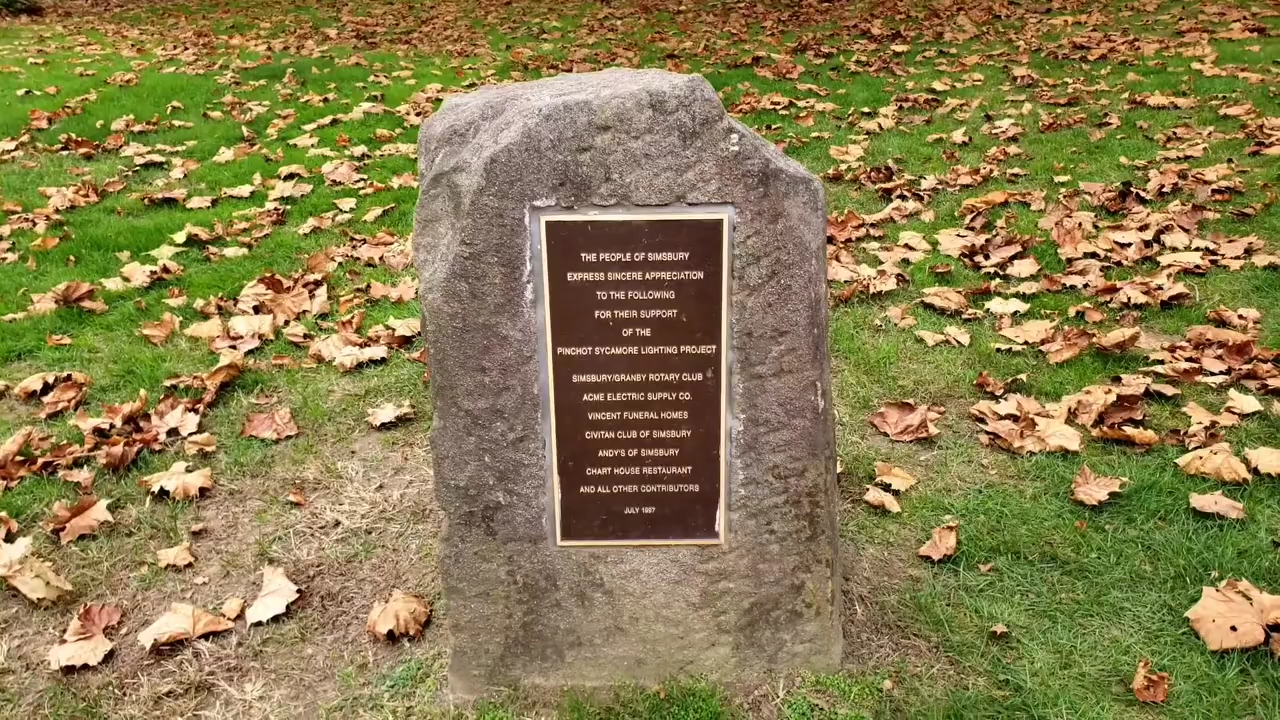 THE PEOPLE OF SIMSBURY
EXPRESS SINCERE APPRECIATION
TO THE FOLLOWING
FOR THEIR SUPPORT
OF THE
PINCHOT SYCAMORE LIGHTING PROJECT
SIMSBURY/GRANBY ROTARY CLUB
ACME ELECTRIC SUPPLY CO.
VINCENT FUNERAL HOMES
CIVITAN CLUB OF SIMSBURY
ANDY'S OF SIMSBURY
CHART HOUSE RESTAURANT
AND ALL OTHER CONTRIBUTORS
JULY 1997